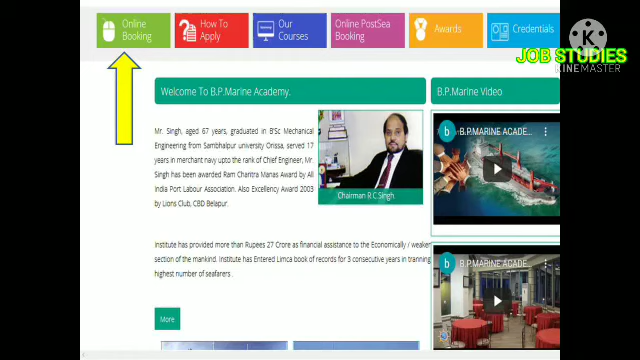 Online
Booking
How To
Apply
Our
Courses
Online PostSea
Booking
Awards
Credentials
JOB STUDIES
KINEMASTER
Welcome To B.P.Marine Academy.
B.P.Marine Video
Mr. Singh, aged 67 years, graduated in B'Sc Mechanical
Engineering from Sambhalpur university Orissa, served 17
years in merchant navy upto the rank of Chief Engineer, Mr.
Singh has been awarded Ram Charitra Manas Award by All
India Port Labour Association. Also Excellency Award 2003
by Lions Club, CBD Belapur.
Chairman R C Singh
b B.P.MARINE ACADE...
Institute has provided more than Rupees 27 Crore as financial assistance to the Economically / weaker
section of the mankind. Institute has Entered Limca book of records for 3 consecutive years in tranning
highest number of seafarers .
b B.P.MARINE ACADEM...
More